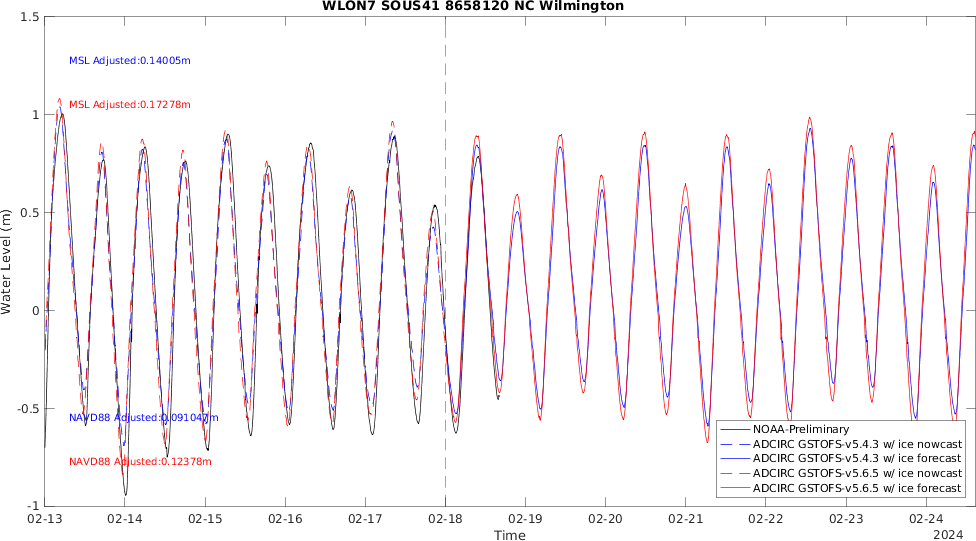 WLON7 SOUS41 8658120 NC Wilmington
1.5
MSL Adjusted:0.14005m
MSL Adjusted:0.17278m
1
0.5
Water Level (m)
0
-0.5
NAVD88 Adjusted:0.091047m
NAVD88 Adjusted:0.12378m
-1
NOAA-Preliminary
ADCIRC GSTOFS-v5.4.3 w/ ice nowcast
ADCIRC GSTOFS-v5.4.3 w/ ice forecast
ADCIRC GSTOFS-v5.6.5 w/ ice nowcast
ADCIRC GSTOFS-v5.6.5 w/ ice forecast
02-13 02-14 02-15 02-16 02-17 02-18 02-19 02-20 02-21 02-22 02-23 02-24
Time
2024